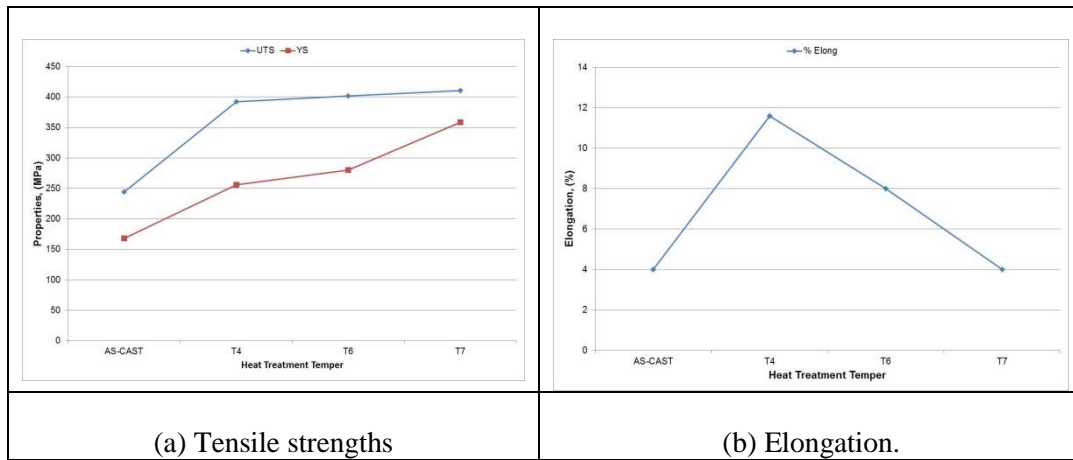 UTS YS
450
400
350
300
250
200
150
100
50
0
Properties, (MPa)
AS-CAST T4 T6 T7
Heat Treatment Temper
% Elong
14
12
10
8
6
4
2
0
Elongation, (%)
AS-CAST T4 T6 T7
Heat Treatment Temper
(a) Tensile strengths
(b) Elongation.